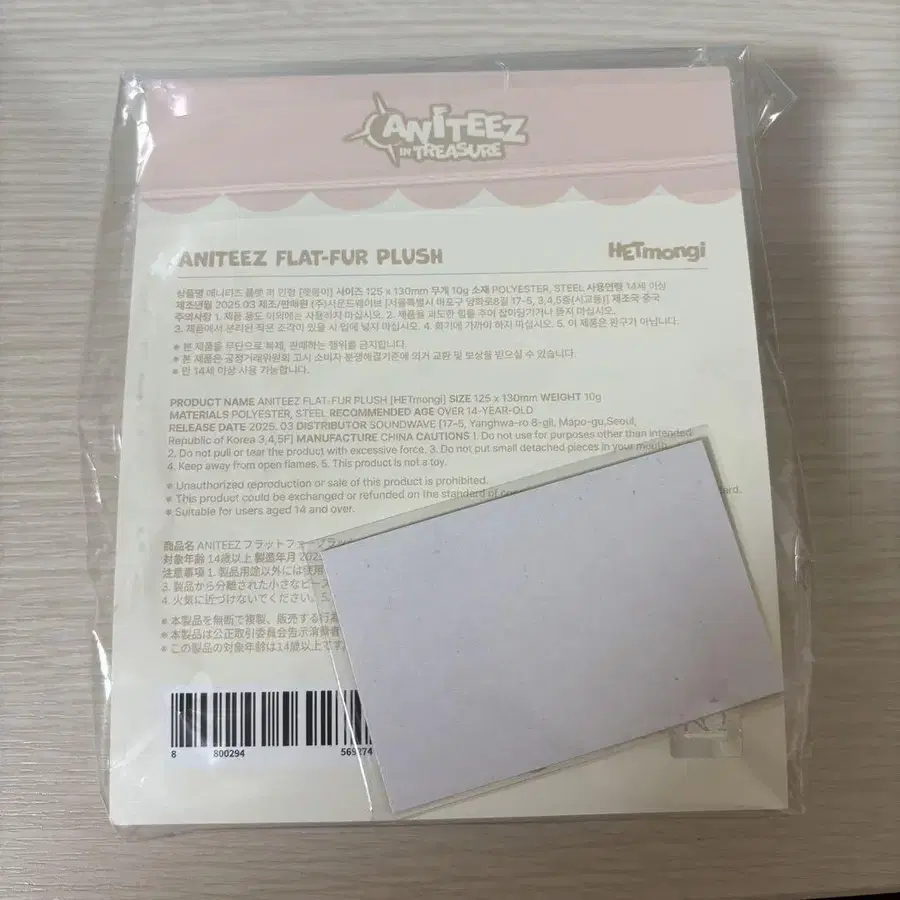 ANITEEZ
IN TREASURE
ANITEEZ FLAT-FUR PLUSH
HETmongi
상품명 애니티즈 플랫 퍼 인형 [햇몽이] 사이즈 125 x 130mm 무게 10g 소재 POLYESTER, STEEL 사용연령 14세 이상
제조년월 2025.03 제조/판매원 (주)사운드웨이브 [서울특별시 마포구 양화로8길 17-5, 3,4,5층(서교동)] 제조국 중국
주의사항 1. 제품 용도 이외에는 사용하지 마십시오. 2. 제품을 과도한 힘을 주어 잡아당기거나 뜯지 마십시오.
3. 제품에서 분리된 작은 조각이 있을 시 입에 넣지 마십시오. 4. 화기에 가까이 하지 마십시오. 5. 이 제품은 완구가 아닙니다.
* 본 제품을 무단으로 복제, 판매하는 행위를 금지합니다.
* 본 제품은 공정거래위원회 고시 소비자 분쟁해결기준에 의거 교환 및 보상을 받으실 수 있습니다.
* 만 14세 이상 사용 가능합니다.
PRODUCT NAME ANITEEZ FLAT-FUR PLUSH [HETmongi] SIZE 125 x 130mm WEIGHT 10g
MATERIALS POLYESTER, STEEL RECOMMENDED AGE OVER 14-YEAR-OLD
RELEASE DATE 2025. 03 DISTRIBUTOR SOUNDWAVE [17-5, Yanghwa-ro 8-gil, Mapo-gu,Seoul,
Republic of Korea 3,4,5F] MANUFACTURE CHINA CAUTIONS 1. Do not use for purposes other than intended.
2. Do not pull or tear the product with excessive force. 3. Do not put small detached pieces in your mouth.
4. Keep away from open flames. 5. This product is not a toy.
* Unauthorized reproduction or sale of this product is prohibited.
* This product could be exchanged or refunded on the standard of
* Suitable for users aged 14 and over.
商品名 ANITEEZ フラットファー
対象年齢 14歳以上 製造年月
注意事項 1. 製品用途以外には使用
3. 製品から分離された小さなピース
4. 火気に近づけないでください。5.
* 本製品を無断で複製、販売する行為
* 本製品は公正取引委員会告示消費者
* この製品の対象年齢は14歳以上です。
8 800294 569274